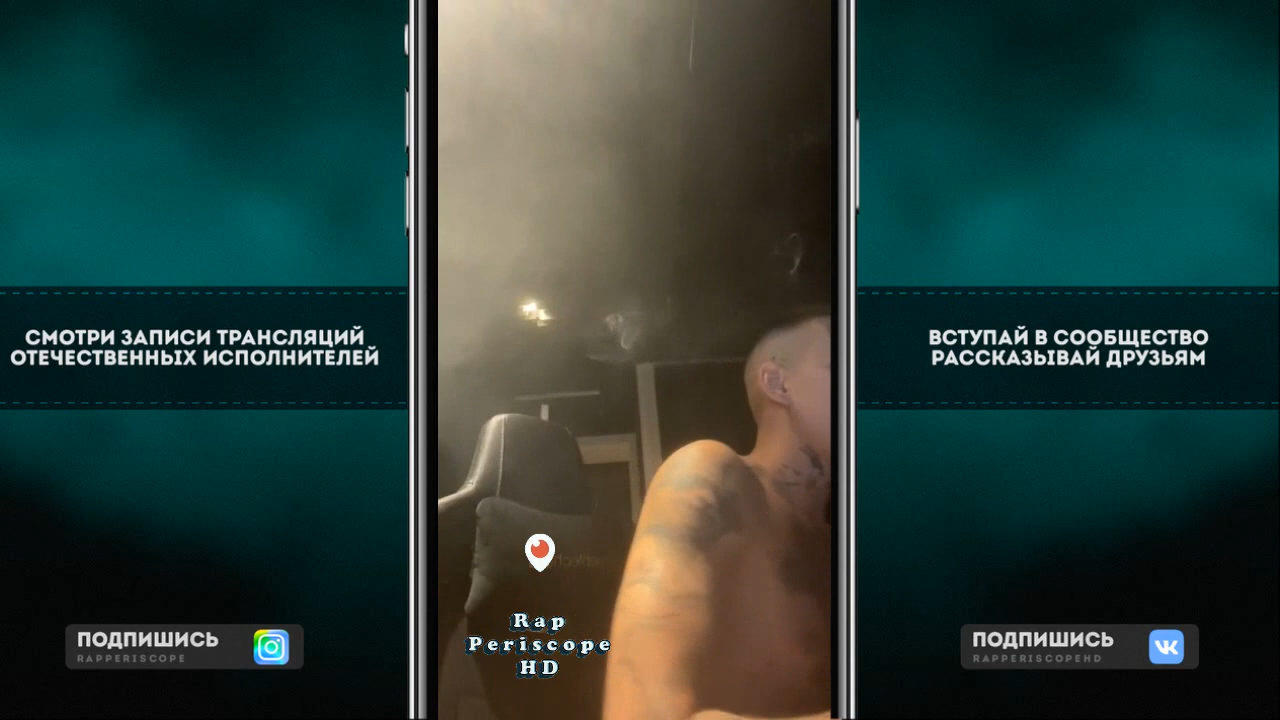 СМОТРИ ЗАПИСИ ТРАНСЛЯЦИЙ
ОТЕЧЕСТВЕННЫХ ИСПОЛНИТЕЛЕЙ
ВСТУПАЙ В СООБЩЕСТВО
РАССКАЗЫВАЙ ДРУЗЬЯМ
Rap
Periscope
HD
ПОДПИШИСЬ
RAPPERISCOPE
ПОДПИШИСЬ
RAPPERISCOPEHD